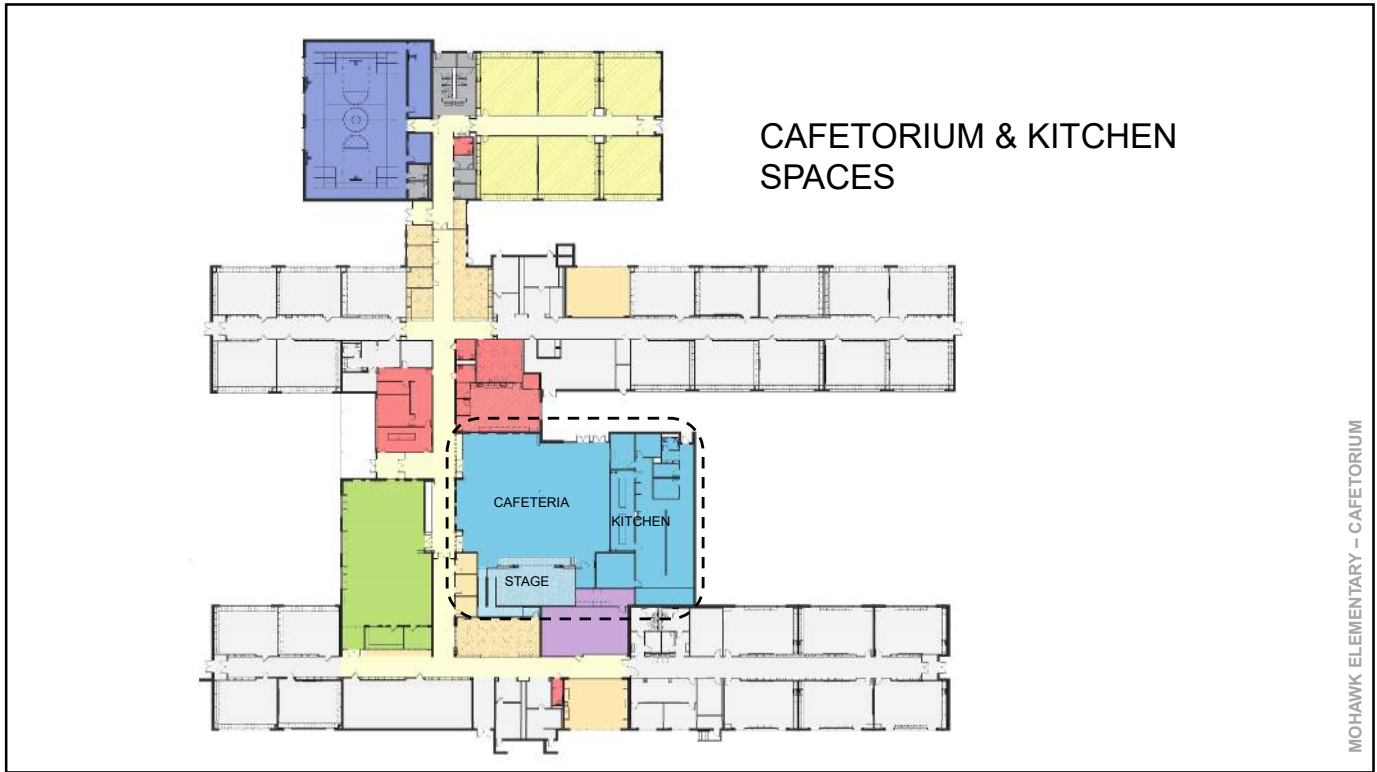 CAFETORIUM & KITCHEN
SPACES
CAFETERIA
KITCHEN
STAGE
MOHAWK ELEMENTARY – CAFETORIUM